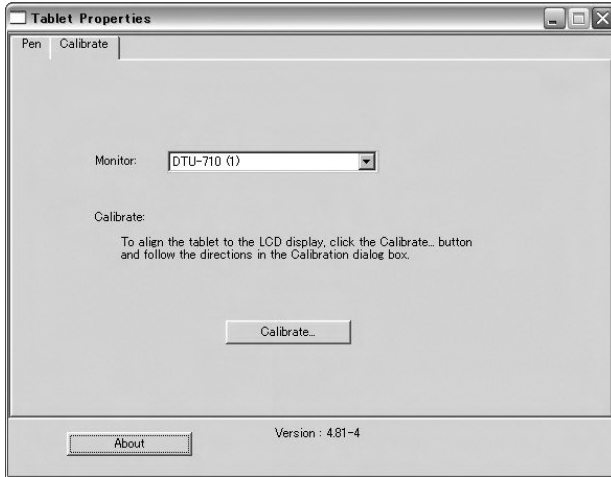 Tablet Properties
Pen Calibrate
Monitor: DTU-710 (1)
Calibrate:
To align the tablet to the LCD display, click the Calibrate... button
and follow the directions in the Calibration dialog box.
Calibrate...
About Version : 4.81-4